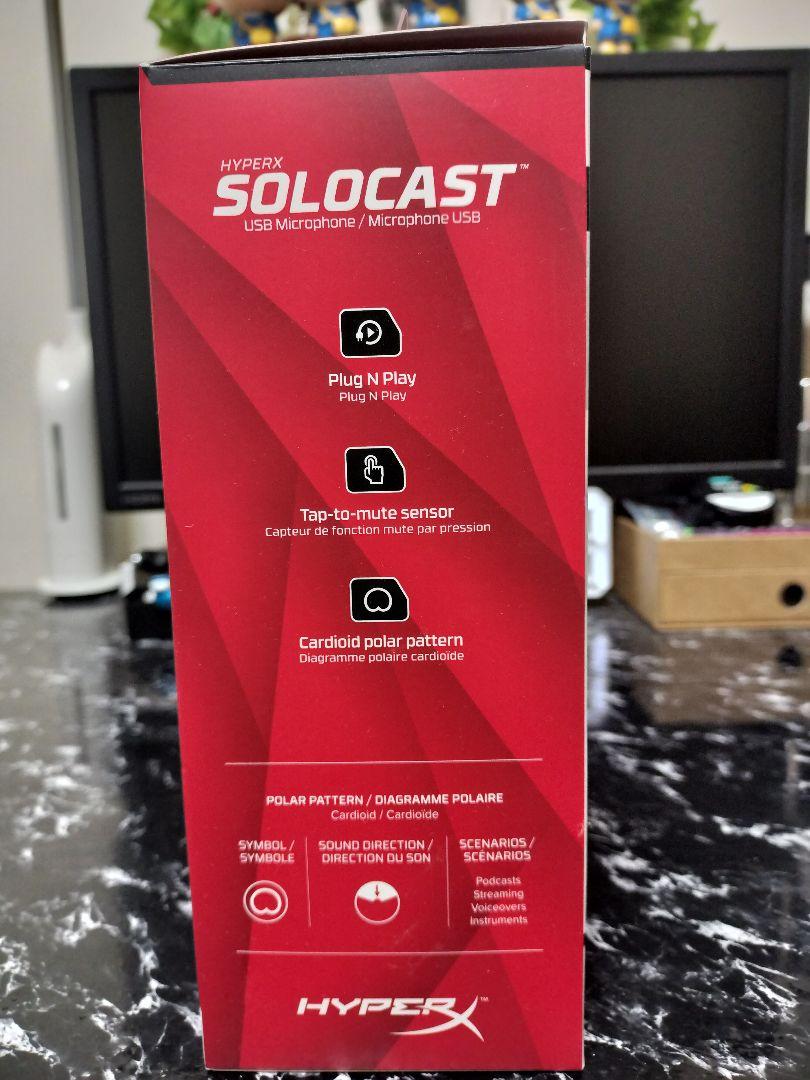 HYPERX
SOLOCAST™
USB Microphone / Microphone USB
Plug N Play
Plug N Play
Tap-to-mute sensor
Capteur de fonction mute par pression
Cardioid polar pattern
Diagramme polaire cardioïde
POLAR PATTERN / DIAGRAMME POLAIRE
Cardioid / Cardioïde
SYMBOL /
SYMBOLE
SOUND DIRECTION /
DIRECTION DU SON
SCENARIOS /
SCÉNARIOS
Podcasts
Streaming
Voiceovers
Instruments
HYPERX™